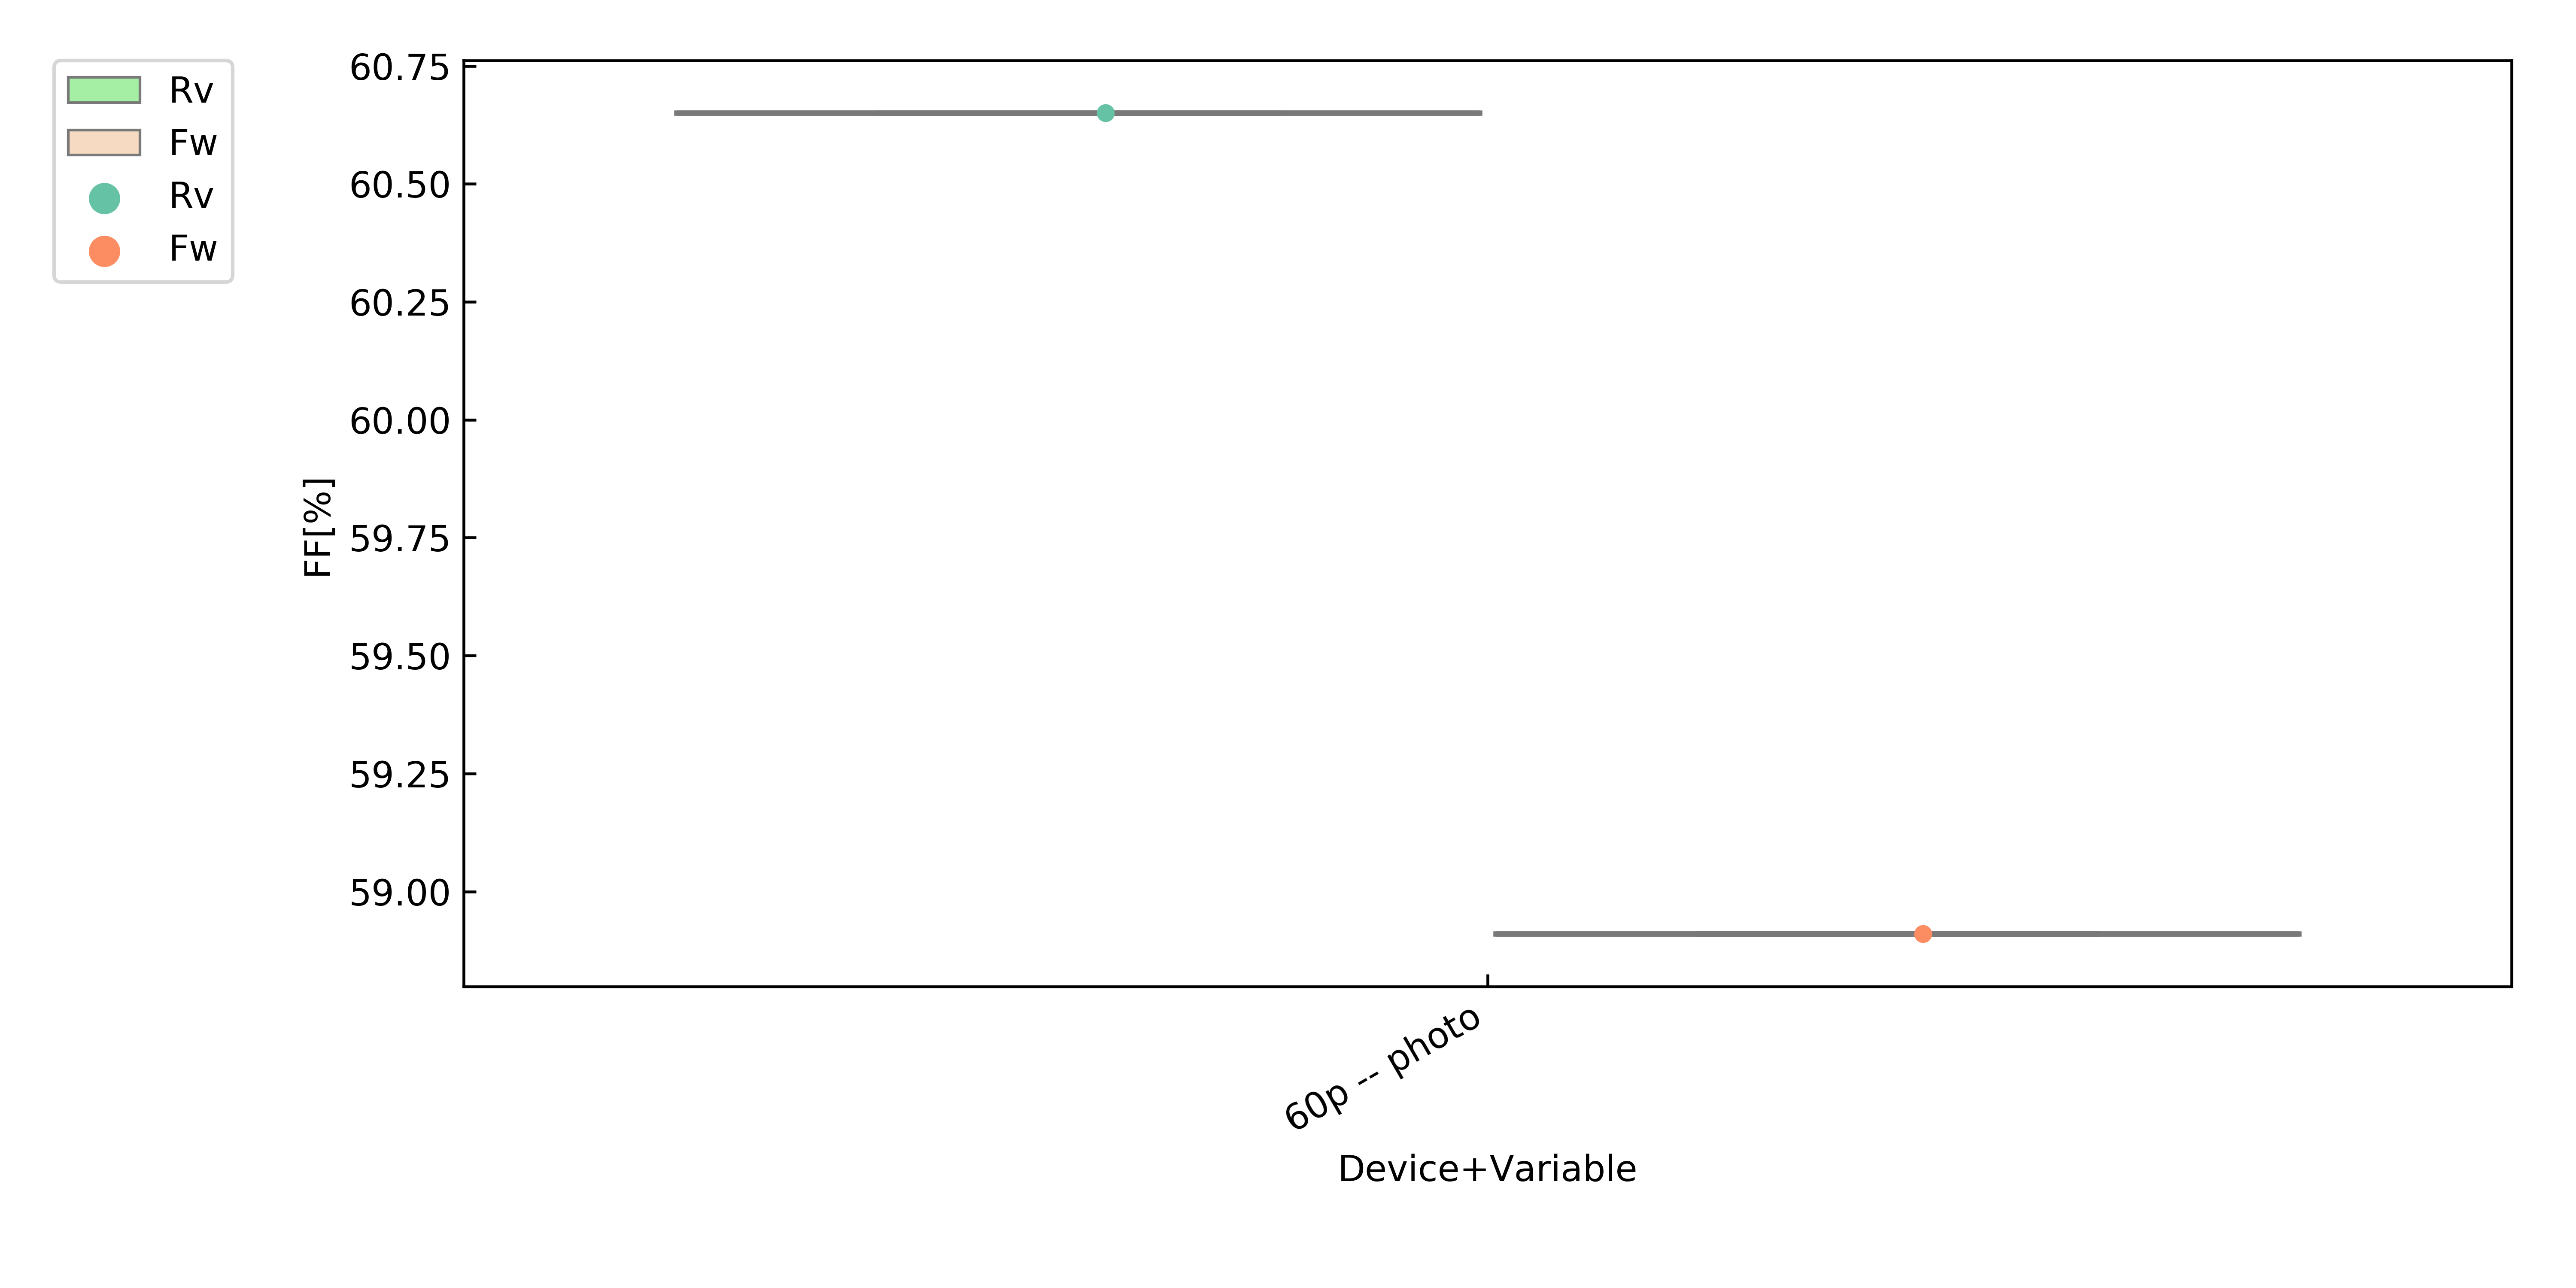 Rv
Fw
Rv
Fw
60.75
60.50
60.25
60.00
59.75
59.50
59.25
59.00
FF[%]
60p -- photo
Device+Variable